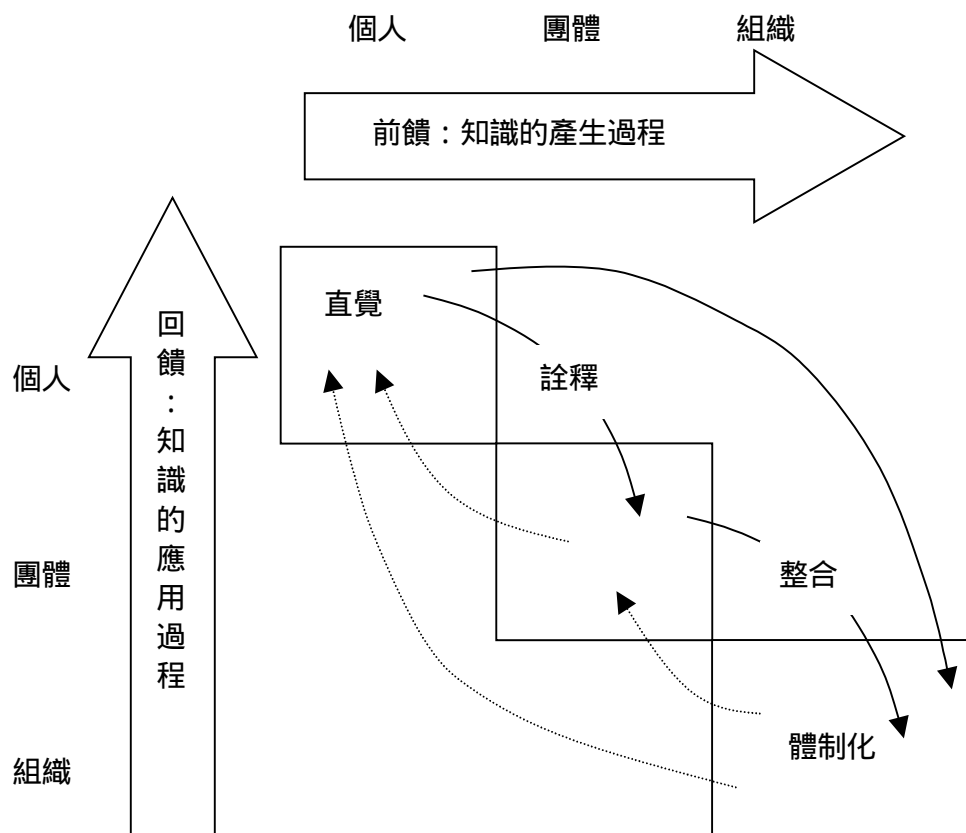 個人
團體
組織
前饋：知識的產生過程
回饋：知識的應用過程
直覺
詮釋
個人
團體
整合
體制化
組織